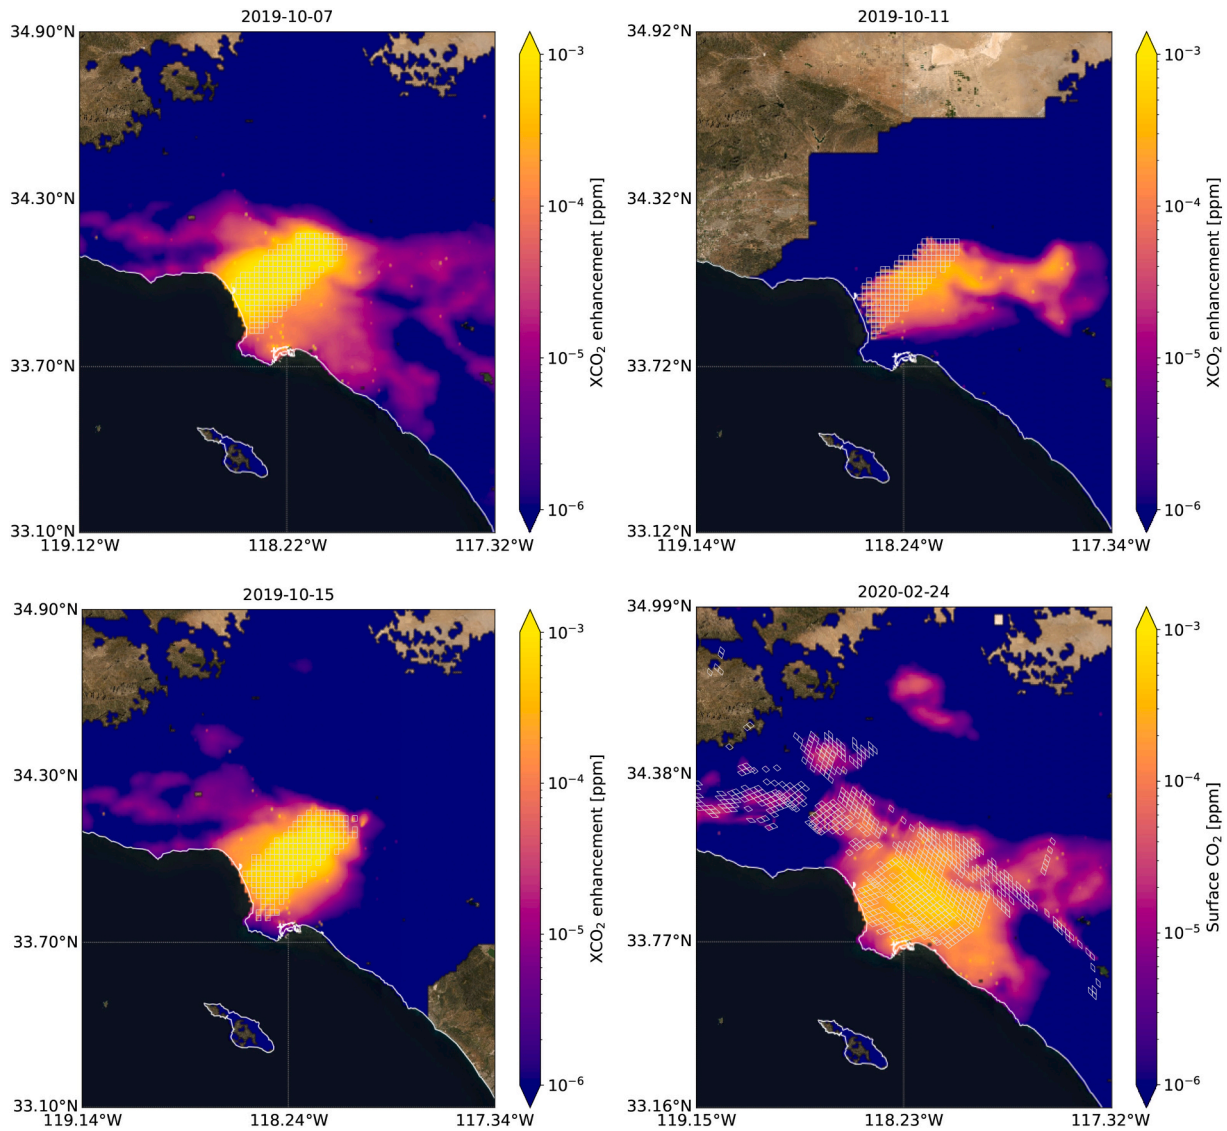 2019-10-07
34.90°N
34.30°N
33.70°N
33.10°N
119.12°W
118.22°W
117.32°W
10⁻³
10⁻⁴
10⁻⁵
10⁻⁶
XCO₂ enhancement [ppm]
2019-10-11
34.92°N
34.32°N
33.72°N
33.12°N
119.14°W
118.24°W
117.34°W
10⁻³
10⁻⁴
10⁻⁵
10⁻⁶
XCO₂ enhancement [ppm]
2019-10-15
34.90°N
34.30°N
33.70°N
33.10°N
119.14°W
118.24°W
117.34°W
10⁻³
10⁻⁴
10⁻⁵
10⁻⁶
XCO₂ enhancement [ppm]
2020-02-24
34.99°N
34.38°N
33.77°N
33.16°N
119.15°W
118.23°W
117.32°W
10⁻³
10⁻⁴
10⁻⁵
10⁻⁶
Surface CO₂ [ppm]